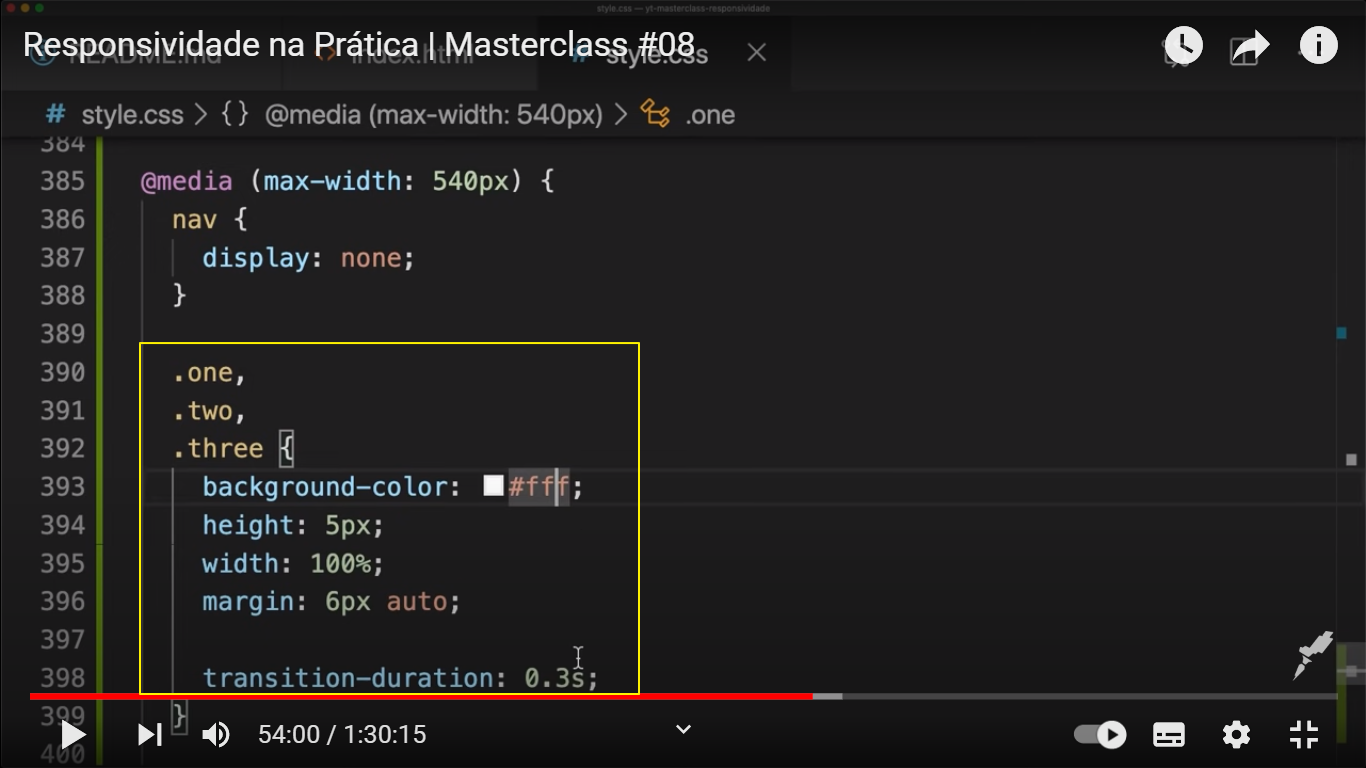 style.css — yt-masterclass-responsividade
Responsividade na Prática | Masterclass #08
README.md
index.html
style.css
style.css > {} @media (max-width: 540px) > .one
384
385 @media (max-width: 540px) {
386 nav {
387 display: none;
388 }
389
390 .one,
391 .two,
392 .three {
393 background-color: #fff;
394 height: 5px;
395 width: 100%;
396 margin: 6px auto;
397
398 transition-duration: 0.3s;
399 }
400
54:00 / 1:30:15